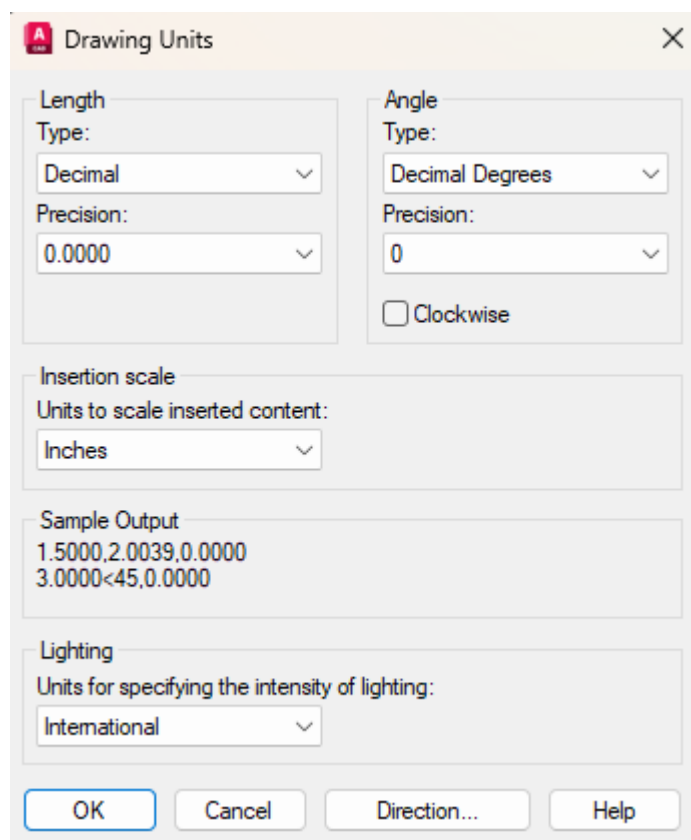 A
CAD
Drawing Units
Length
Type:
Decimal
Precision:
0.0000
Angle
Type:
Decimal Degrees
Precision:
0
Clockwise
Insertion scale
Units to scale inserted content:
Inches
Sample Output
1.5000,2.0039,0.0000
3.0000<45,0.0000
Lighting
Units for specifying the intensity of lighting:
International
OK Cancel Direction... Help